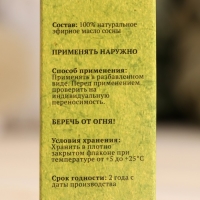 Состав: 100% натуральное
эфирное масло сосны
ПРИМЕНЯТЬ НАРУЖНО
Способ применения:
Применять в разбавленном
виде. Перед применением
проверить на
индивидуальную
переносимость.
БЕРЕЧЬ ОТ ОГНЯ!
Условия хранения:
Хранить в плотно
закрытом флаконе при
температуре от +5 до +25°С
Срок годности: 2 года с
даты производства